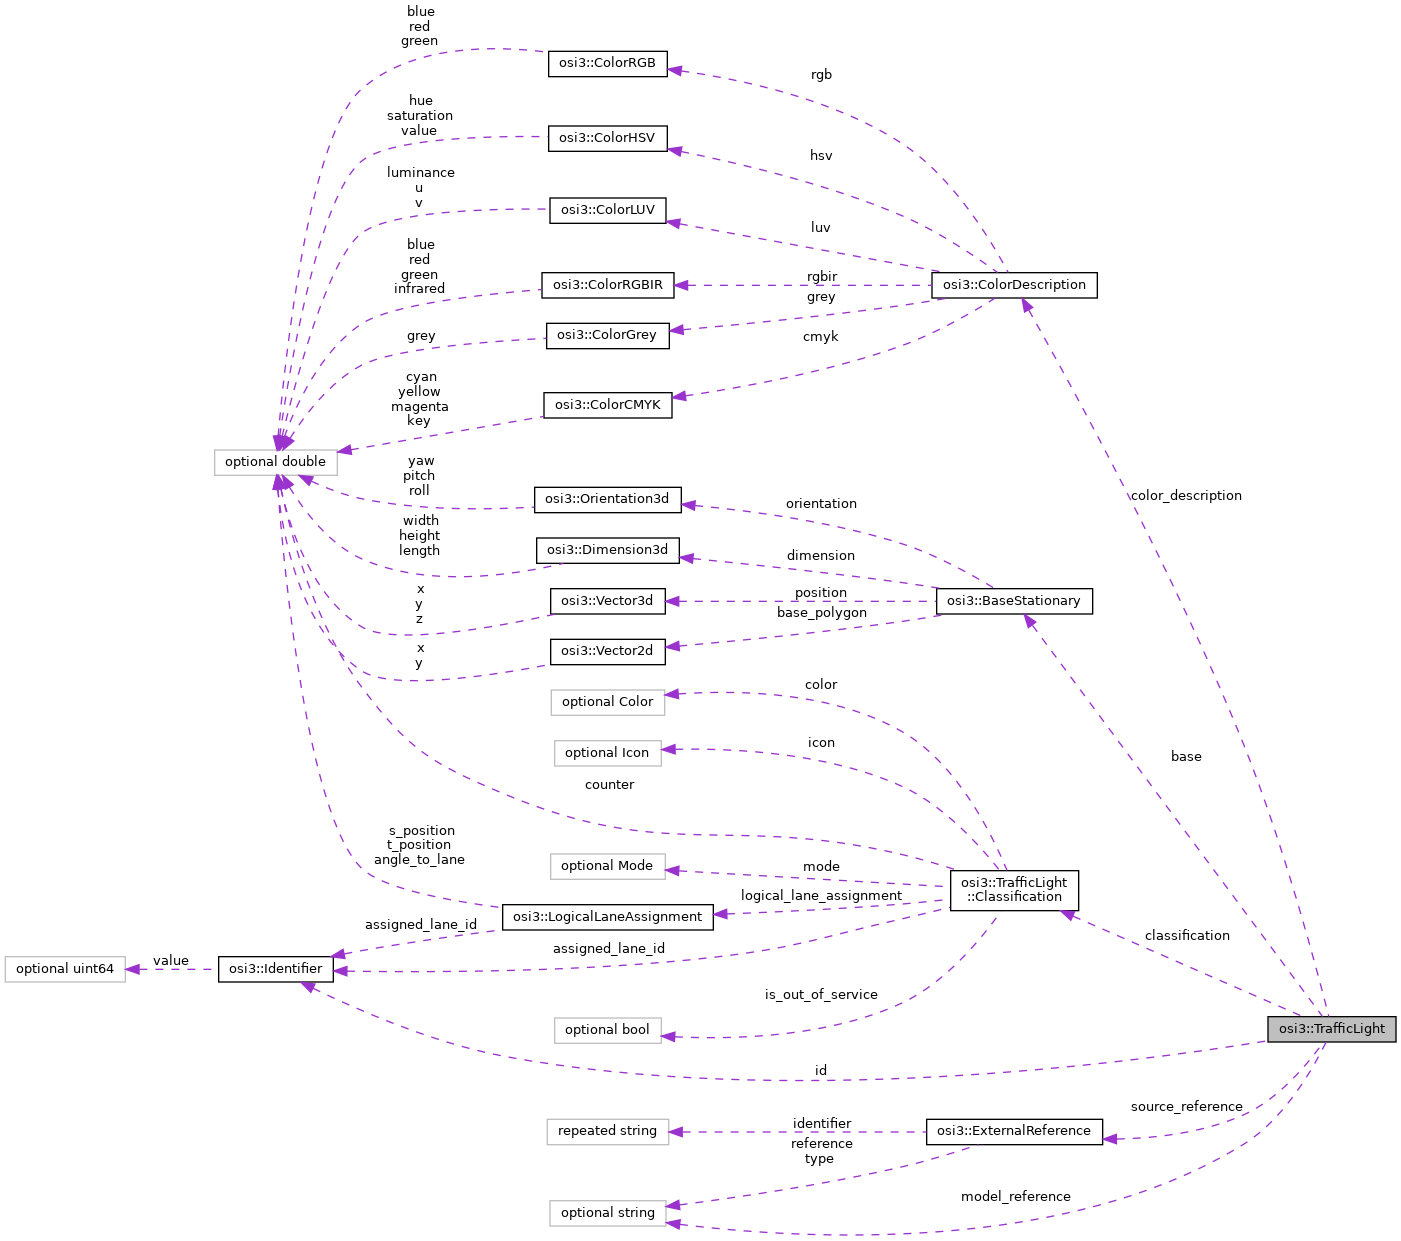 blue
red
green
osi3::ColorRGB
rgb
hue
saturation
value
osi3::ColorHSV
hsv
luminance
u
v
osi3::ColorLUV
luv
blue
red
green
infrared
osi3::ColorRGBIR
rgbir
osi3::ColorDescription
grey
grey
osi3::ColorGrey
cmyk
cyan
yellow
magenta
key
osi3::ColorCMYK
optional double
yaw
pitch
roll
osi3::Orientation3d
orientation
color_description
width
height
length
osi3::Dimension3d
dimension
x
y
z
osi3::Vector3d
position
osi3::BaseStationary
base_polygon
x
y
osi3::Vector2d
optional Color
color
optional Icon
icon
base
counter
s_position
t_position
angle_to_lane
optional Mode
mode
osi3::TrafficLight
::Classification
logical_lane_assignment
osi3::LogicalLaneAssignment
assigned_lane_id
assigned_lane_id
classification
optional uint64
value
osi3::Identifier
is_out_of_service
optional bool
osi3::TrafficLight
id
source_reference
repeated string
identifier
osi3::ExternalReference
reference
type
model_reference
optional string